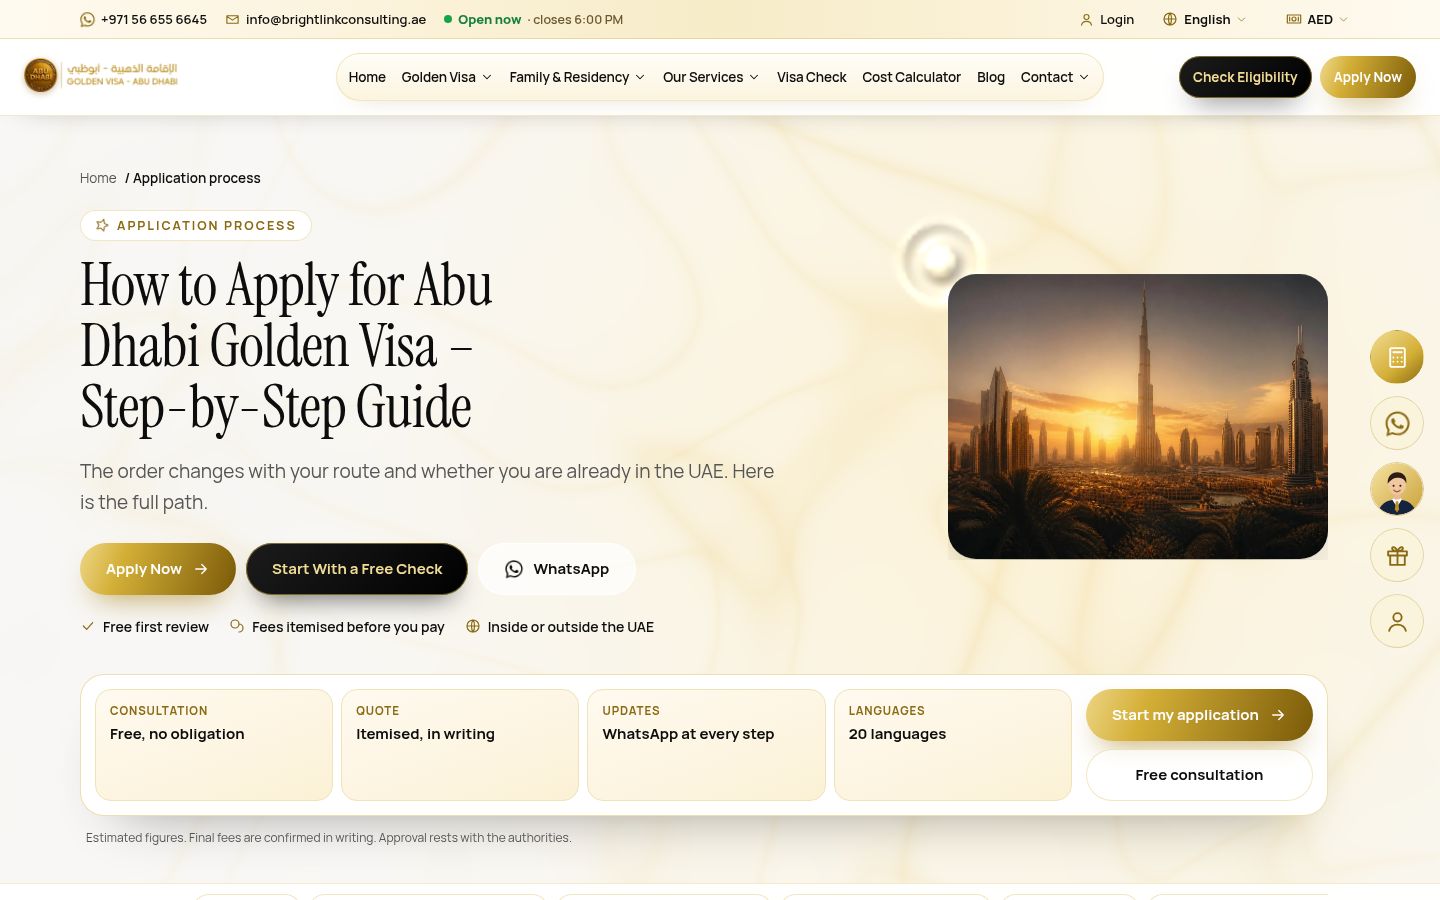 +971 56 655 6645
info@brightlinkconsulting.ae
Open now · closes 6:00 PM
Login
English
AED
ABU DHABI
الإقامة الذهبية - ابوظبي
GOLDEN VISA - ABU DHABI
Home
Golden Visa
Family & Residency
Our Services
Visa Check
Cost Calculator
Blog
Contact
Check Eligibility
Apply Now
Home / Application process
APPLICATION PROCESS
How to Apply for Abu
Dhabi Golden Visa –
Step-by-Step Guide
The order changes with your route and whether you are already in the UAE. Here
is the full path.
Apply Now
Start With a Free Check
WhatsApp
Free first review
Fees itemised before you pay
Inside or outside the UAE
CONSULTATION
Free, no obligation
QUOTE
Itemised, in writing
UPDATES
WhatsApp at every step
LANGUAGES
20 languages
Start my application
Free consultation
Estimated figures. Final fees are confirmed in writing. Approval rests with the authorities.